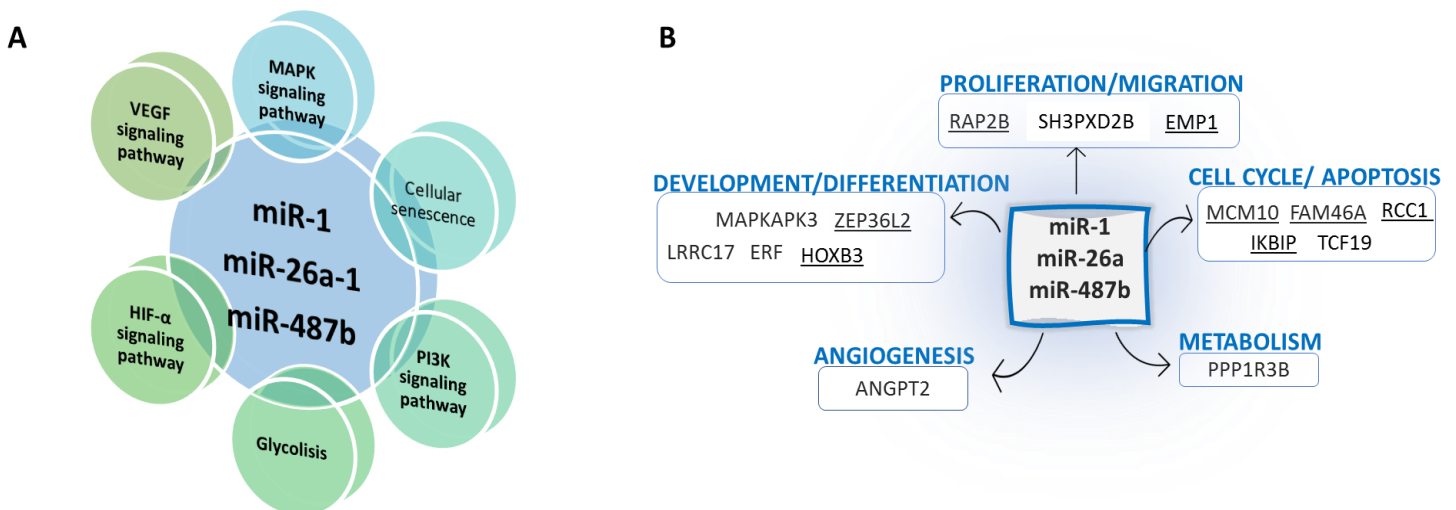 A
MAPK
signaling
pathway
VEGF
signaling
pathway
Cellular
senescence
miR-1
miR-26a-1
miR-487b
HIF-α
signaling
pathway
PI3K
signaling
pathway
Glycolisis
B
PROLIFERATION/MIGRATION
RAP2B SH3PXD2B EMP1
DEVELOPMENT/DIFFERENTIATION
MAPKAPK3 ZEP36L2
LRRC17 ERF HOXB3
CELL CYCLE/ APOPTOSIS
MCM10 FAM46A RCC1
IKBIP TCF19
miR-1
miR-26a
miR-487b
ANGIOGENESIS
ANGPT2
METABOLISM
PPP1R3B